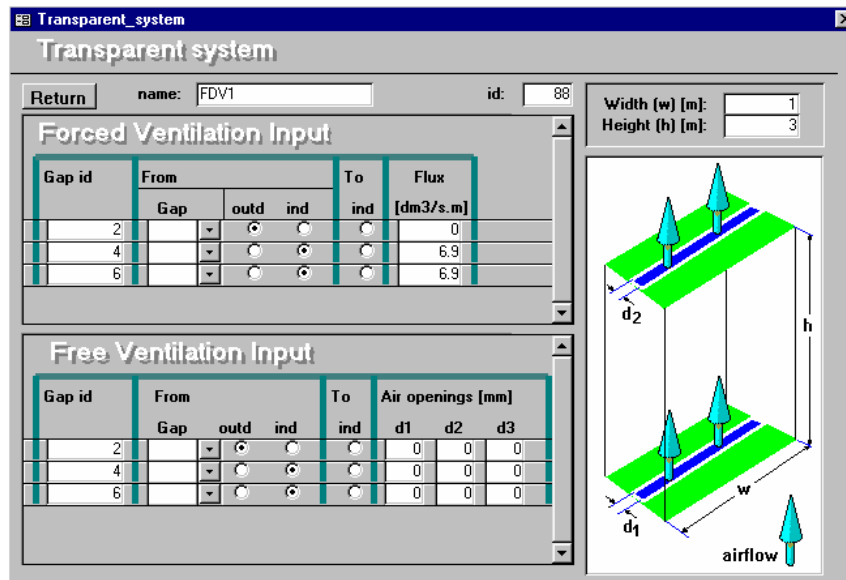 Transparent_system
Transparent system
Return name: FDV1 id: 88
Width (w) [m]: 1
Height (h) [m]: 3
Forced Ventilation Input
Gap id From To Flux
Gap outd ind ind [dm3/s.m]
2 0
4 6.9
6 6.9
Free Ventilation Input
Gap id From To Air openings [mm]
Gap outd ind ind d1 d2 d3
2 0 0 0
4 0 0 0
6 0 0 0
d2
h
w
d1
airflow